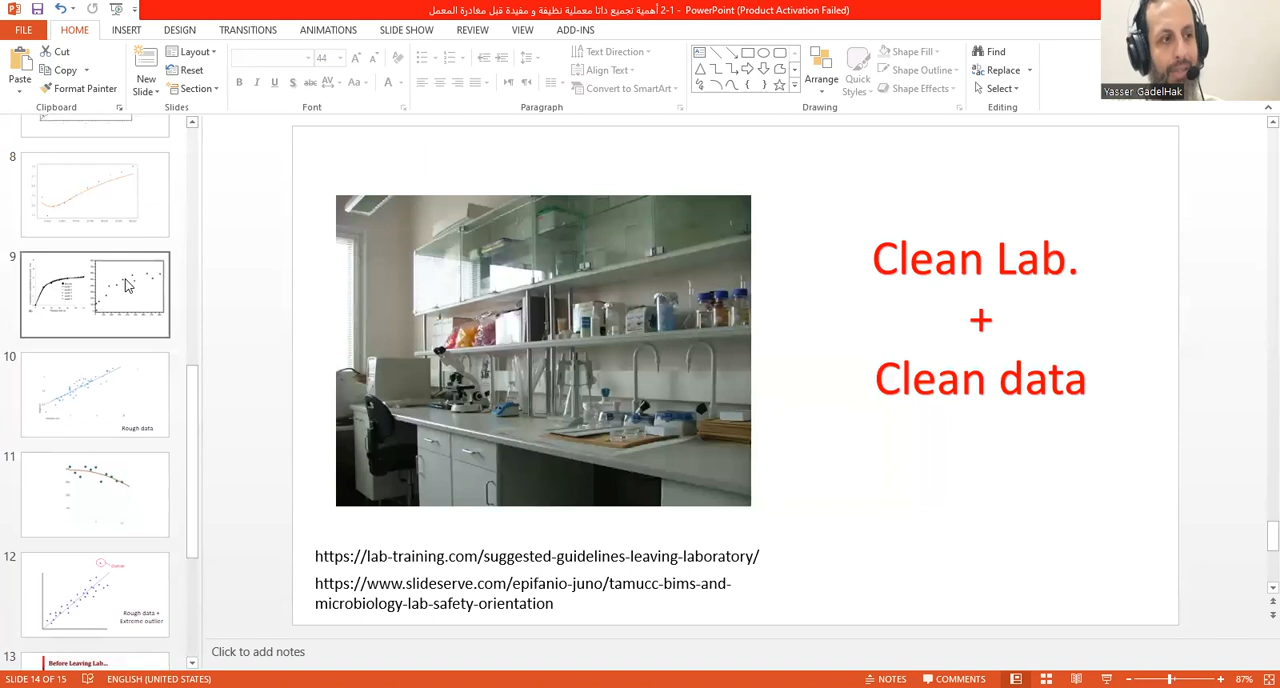 2-1 أهمية تجميع داتا معملية نظيفة و مفيدة قبل مغادرة المعمل - PowerPoint (Product Activation Failed)
FILE HOME INSERT DESIGN TRANSITIONS ANIMATIONS SLIDE SHOW REVIEW VIEW ADD-INS
Paste
Cut
Copy
Format Painter
Clipboard
New
Slide
Layout
Reset
Section
Slides
44
B I U S abc AV Aa A
Font
Text Direction
Align Text
Convert to SmartArt
Paragraph
Arrange
Quick
Styles
Shape Fill
Shape Outline
Shape Effects
Drawing
Find
Replace
Select
Editing
Yasser GadelHak
8
9
10
Rough data
11
12
Outlier
Rough data +
Extreme outlier
13
Before Leaving Lab...
Clean Lab.
+
Clean data
https://lab-training.com/suggested-guidelines-leaving-laboratory/
https://www.slideserve.com/epifanio-juno/tamucc-bims-and-
microbiology-lab-safety-orientation
Click to add notes
SLIDE 14 OF 15 ENGLISH (UNITED STATES) NOTES COMMENTS 87%